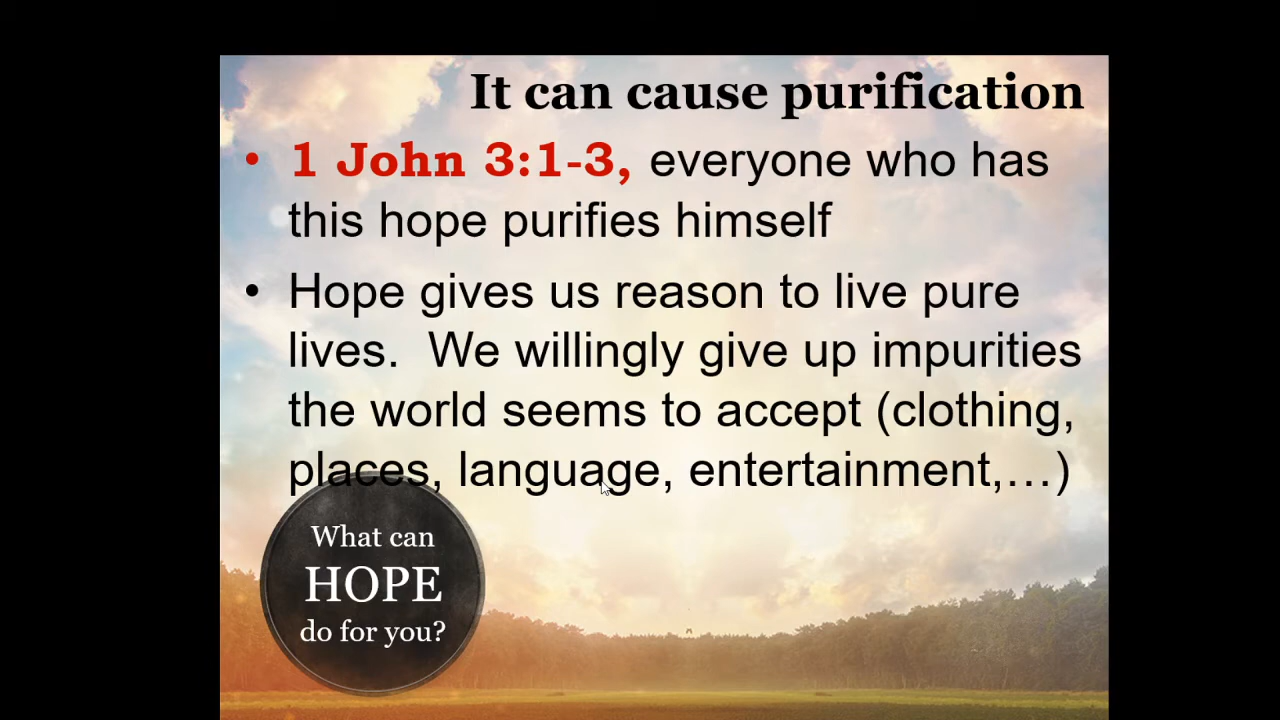 It can cause purification
• 1 John 3:1-3, everyone who has
this hope purifies himself
• Hope gives us reason to live pure
lives.  We willingly give up impurities
the world seems to accept (clothing,
places, language, entertainment,…)
What can
HOPE
do for you?